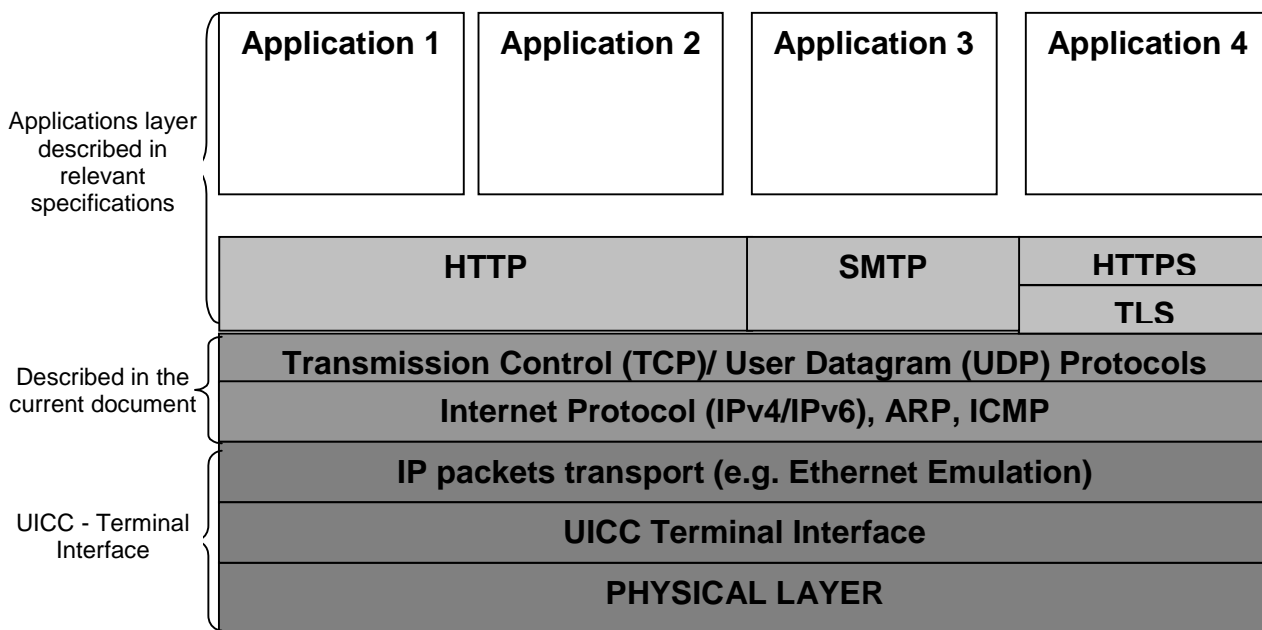 Application 1
Application 2
Application 3
Application 4
Applications layer
described in
relevant
specifications
HTTP
SMTP
HTTPS
TLS
Described in the
current document
Transmission Control (TCP)/ User Datagram (UDP) Protocols
Internet Protocol (IPv4/IPv6), ARP, ICMP
UICC - Terminal
Interface
IP packets transport (e.g. Ethernet Emulation)
UICC Terminal Interface
PHYSICAL LAYER